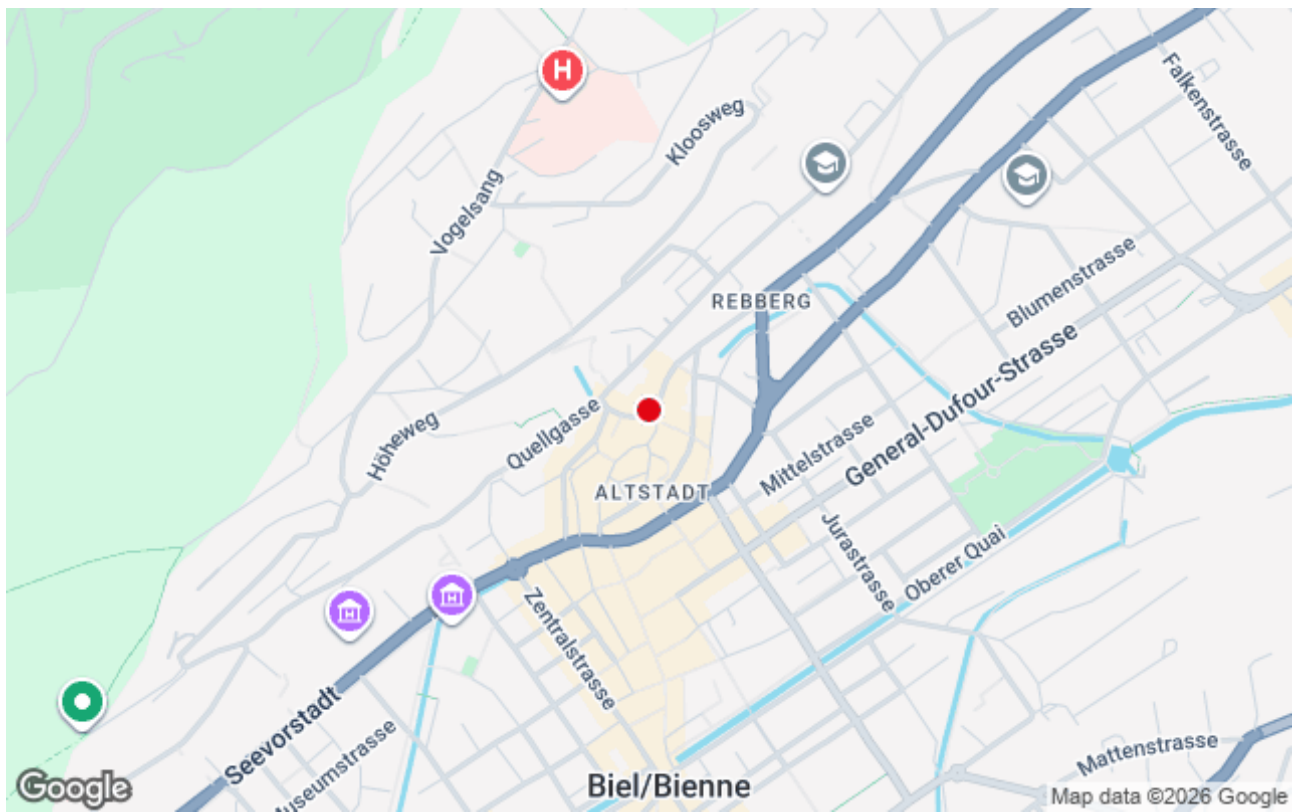 H
Kloosweg
Falkenstrasse
Vogelsang
REBBERG
Blumenstrasse
General-Dufour-Strasse
Höheweg
Quellgasse
Mittelstrasse
ALTSTADT
Jurastrasse
Oberer Quai
Zentralstrasse
Seevorstadt
Museumstrasse
Mattenstrasse
Biel/Bienne
Google
Map data ©2026 Google